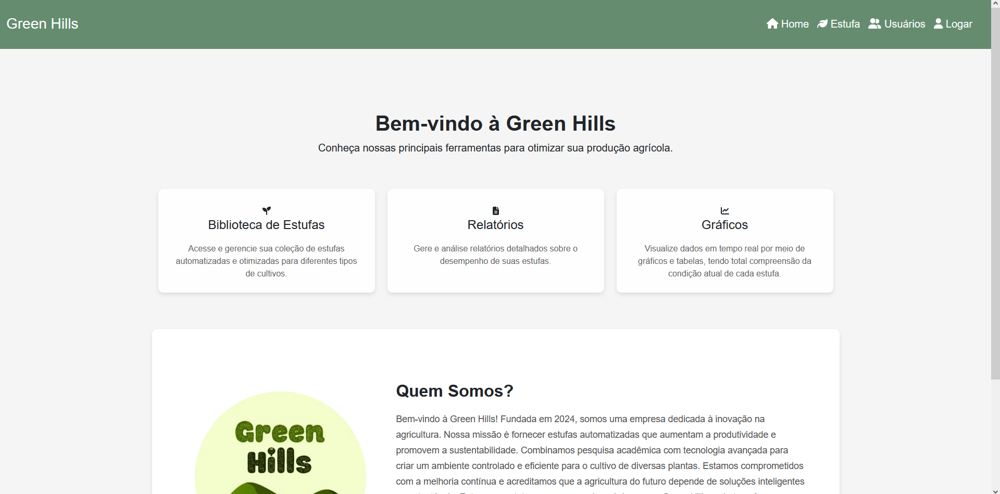 Green Hills
Home Estufa Usuários Logar
Bem-vindo à Green Hills
Conheça nossas principais ferramentas para otimizar sua produção agrícola.
Biblioteca de Estufas
Acesse e gerencie sua coleção de estufas
automatizadas e otimizadas para diferentes tipos
de cultivos.
Relatórios
Gere e análise relatórios detalhados sobre o
desempenho de suas estufas.
Gráficos
Visualize dados em tempo real por meio de
gráficos e tabelas, tendo total compreensão da
condição atual de cada estufa.
Green
Hills
Quem Somos?
Bem-vindo à Green Hills! Fundada em 2024, somos uma empresa dedicada à inovação na
agricultura. Nossa missão é fornecer estufas automatizadas que aumentam a produtividade e
promovem a sustentabilidade. Combinamos pesquisa acadêmica com tecnologia avançada para
criar um ambiente controlado e eficiente para o cultivo de diversas plantas. Estamos comprometidos
com a melhoria contínua e acreditamos que a agricultura do futuro depende de soluções inteligentes